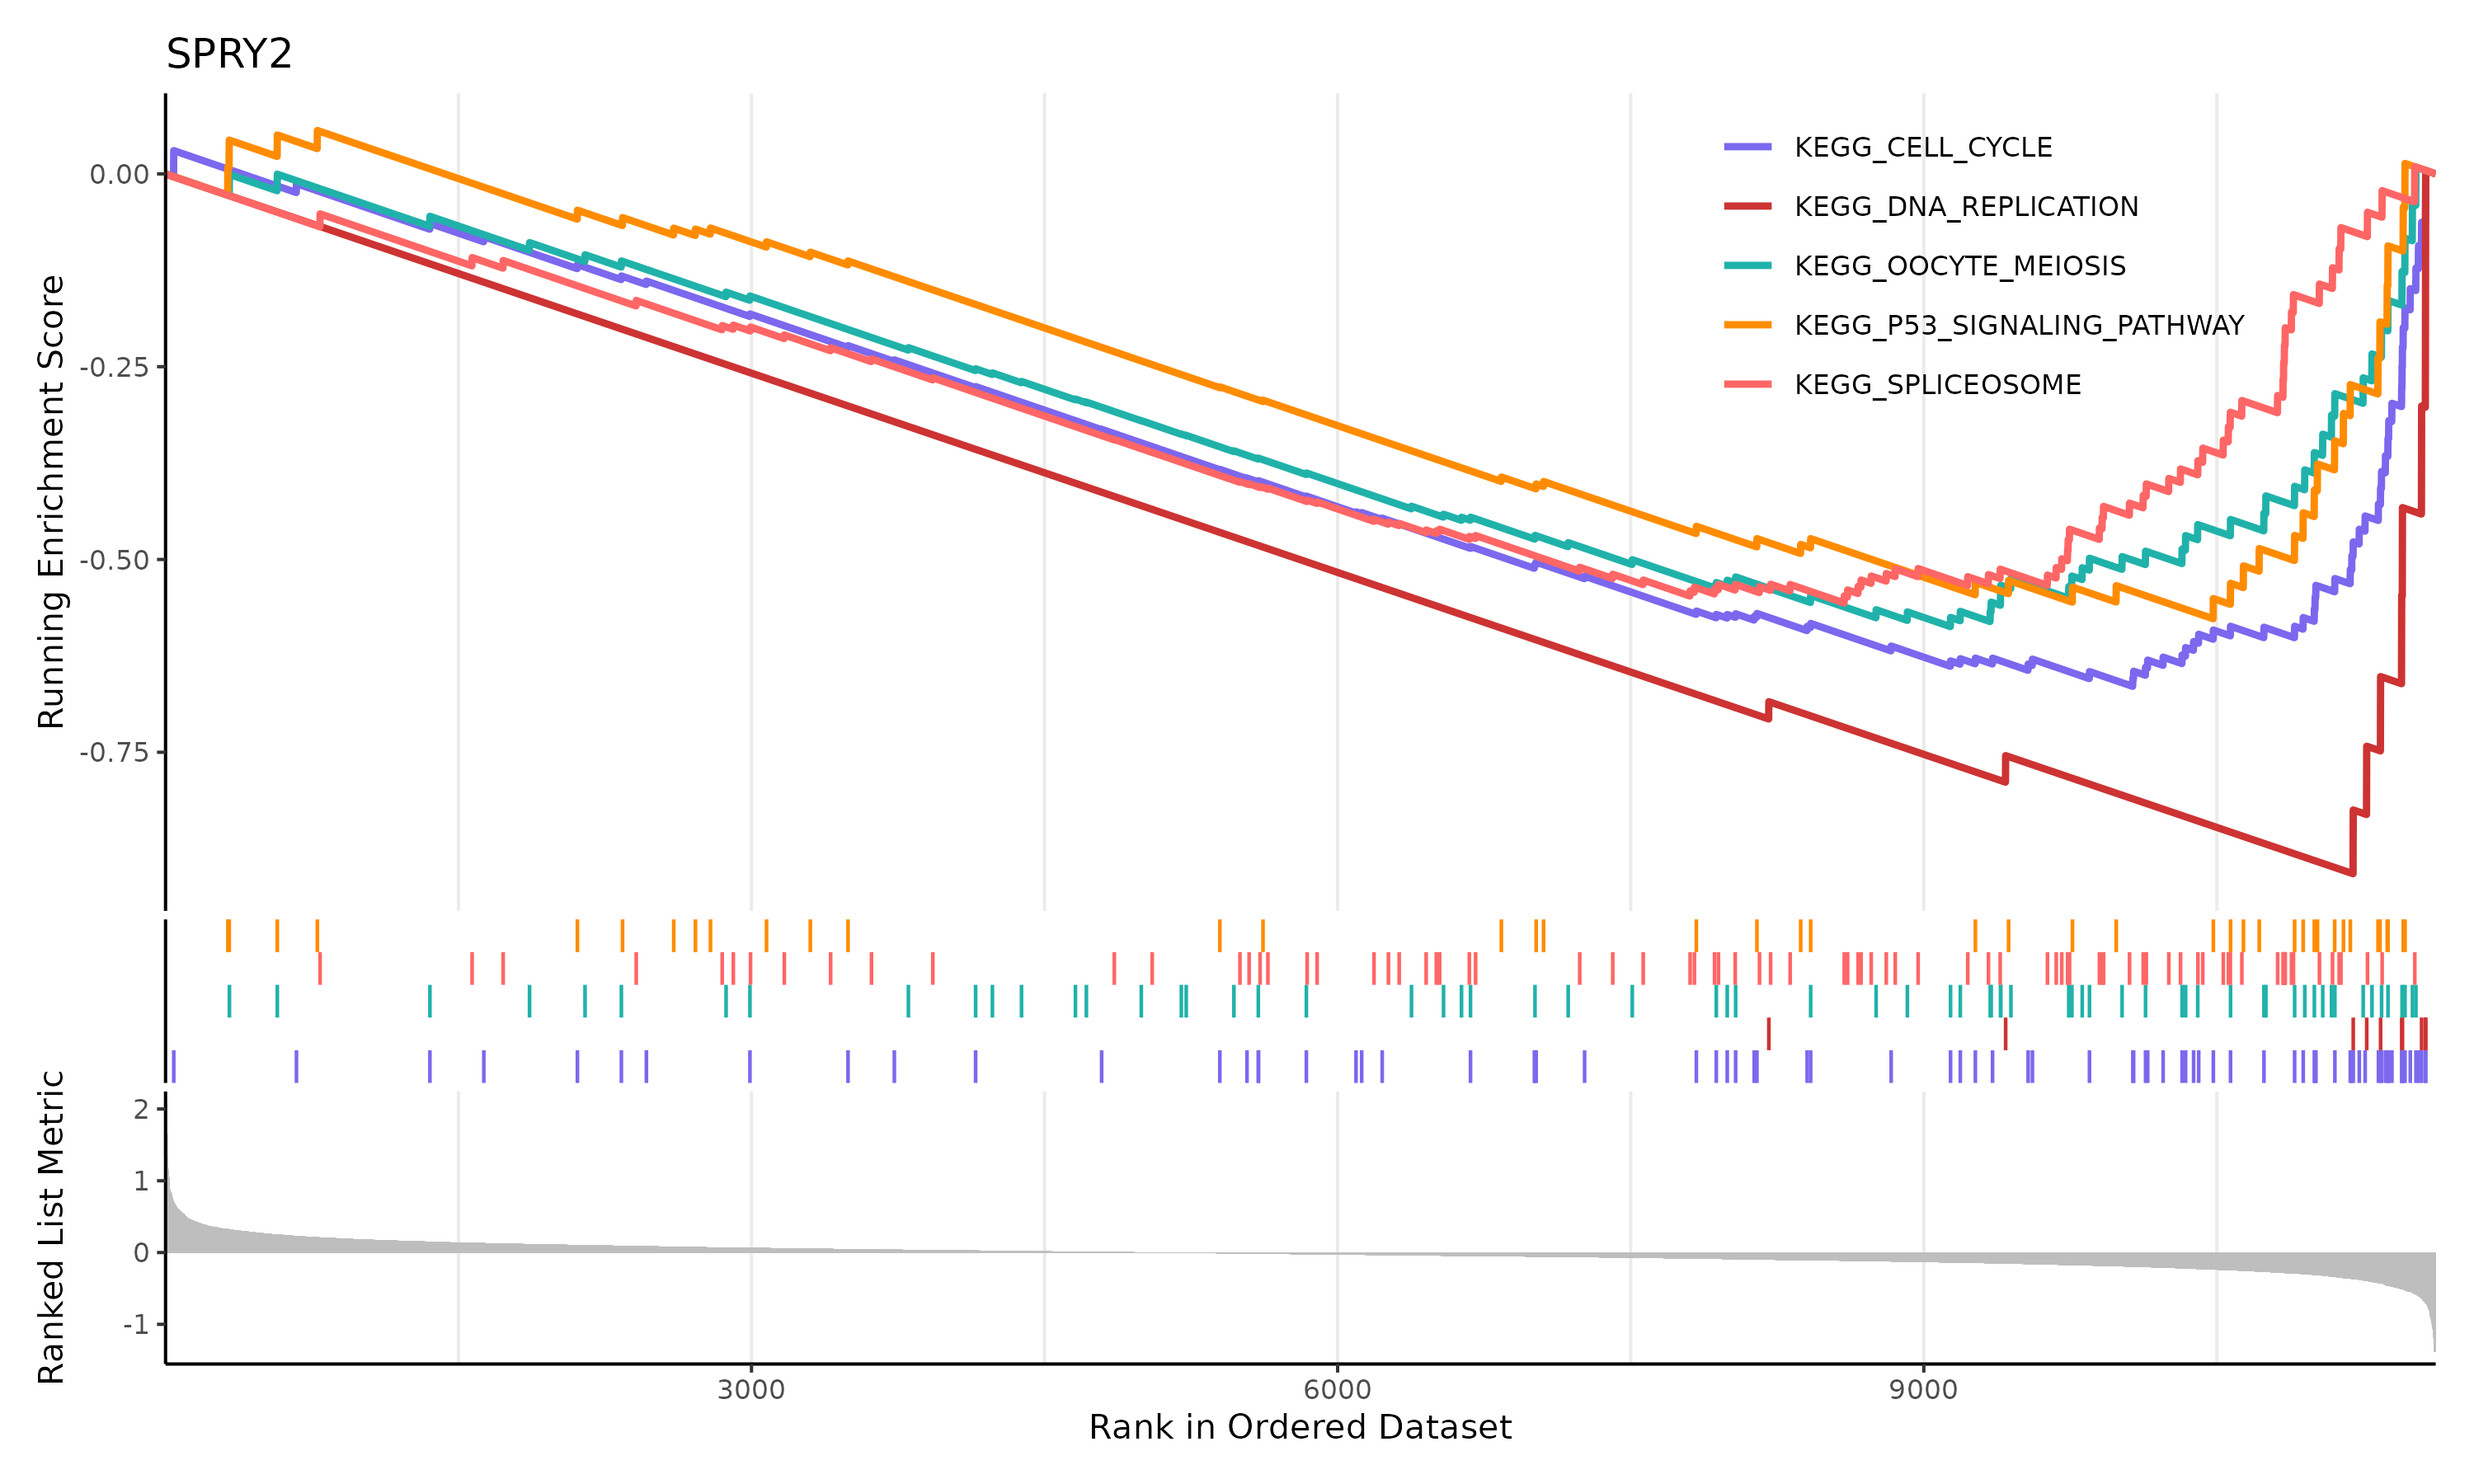 SPRY2
Running Enrichment Score
0.00
-0.25
-0.50
-0.75
KEGG_CELL_CYCLE
KEGG_DNA_REPLICATION
KEGG_OOCYTE_MEIOSIS
KEGG_P53_SIGNALING_PATHWAY
KEGG_SPLICEOSOME
Ranked List Metric
2
1
0
-1
3000 6000 9000
Rank in Ordered Dataset